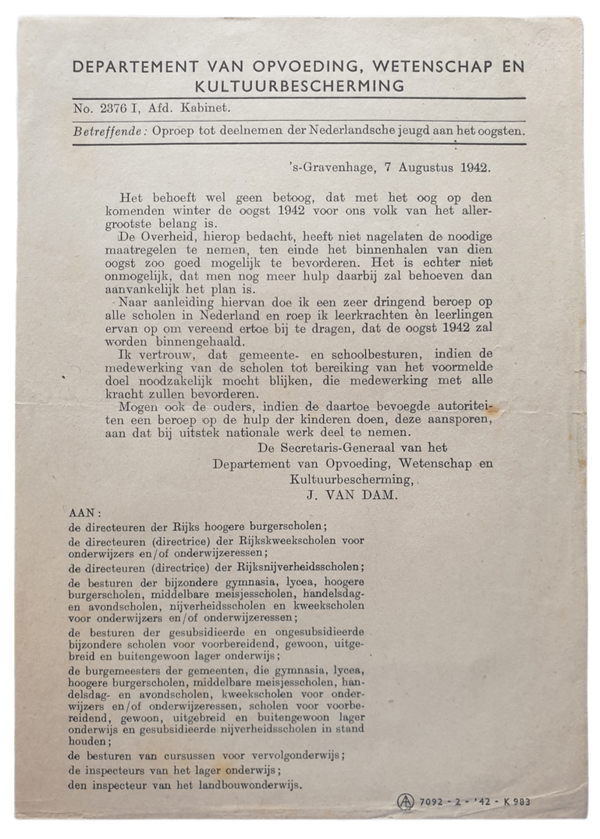 DEPARTEMENT VAN OPVOEDING, WETENSCHAP EN
KULTUURBESCHERMING
No. 2376 I, Afd. Kabinet.
Betreffende: Oproep tot deelnemen der Nederlandsche jeugd aan het oogsten.
's-Gravenhage, 7 Augustus 1942.
Het behoeft wel geen betoog, dat met het oog op den
komenden winter de oogst 1942 voor ons volk van het aller-
grootste belang is.
De Overheid, hierop bedacht, heeft niet nagelaten de noodige
maatregelen te nemen, ten einde het binnenhalen van dien
oogst zoo goed mogelijk te bevorderen. Het is echter niet
onmogelijk, dat men nog meer hulp daarbij zal behoeven dan
aanvankelijk het plan is.
Naar aanleiding hiervan doe ik een zeer dringend beroep op
alle scholen in Nederland en roep ik leerkrachten èn leerlingen
ervan op om vereend ertoe bij te dragen, dat de oogst 1942 zal
worden binnengehaald.
Ik vertrouw, dat gemeente- en schoolbesturen, indien de
medewerking van de scholen tot bereiking van het voormelde
doel noodzakelijk mocht blijken, die medewerking met alle
kracht zullen bevorderen.
Mogen ook de ouders, indien de daartoe bevoegde autoritei-
ten een beroep op de hulp der kinderen doen, deze aansporen,
aan dat bij uitstek nationale werk deel te nemen.
De Secretaris-Generaal van het
Departement van Opvoeding, Wetenschap en
Kultuurbescherming,
J. VAN DAM.
AAN:
de directeuren der Rijks hoogere burgerscholen;
de directeuren (directrice) der Rijkskweekscholen voor
onderwijzers en/of onderwijzeressen;
de directeuren (directrice) der Rijksnijverheidsscholen;
de besturen der bijzondere gymnasia, lycea, hoogere
burgerscholen, middelbare meisjesscholen, handelsdag-
en avondscholen, nijverheidsscholen en kweekscholen
voor onderwijzers en/of onderwijzeressen;
de besturen der gesubsidieerde en ongesubsidieerde
bijzondere scholen voor voorbereidend, gewoon, uitge-
breid en buitengewoon lager onderwijs;
de burgemeesters der gemeenten, die gymnasia, lycea,
hoogere burgerscholen, middelbare meisjesscholen, han-
delsdag- en avondscholen, kweekscholen voor onder-
wijzers en/of onderwijzeressen, scholen voor voorbe-
reidend, gewoon, uitgebreid en buitengewoon lager
onderwijs en gesubsidieerde nijverheidsscholen in stand
houden;
de besturen van cursussen voor vervolgonderwijs;
de inspecteurs van het lager onderwijs;
den inspecteur van het landbouwonderwijs.
7092 - 2 - '42 - K 983